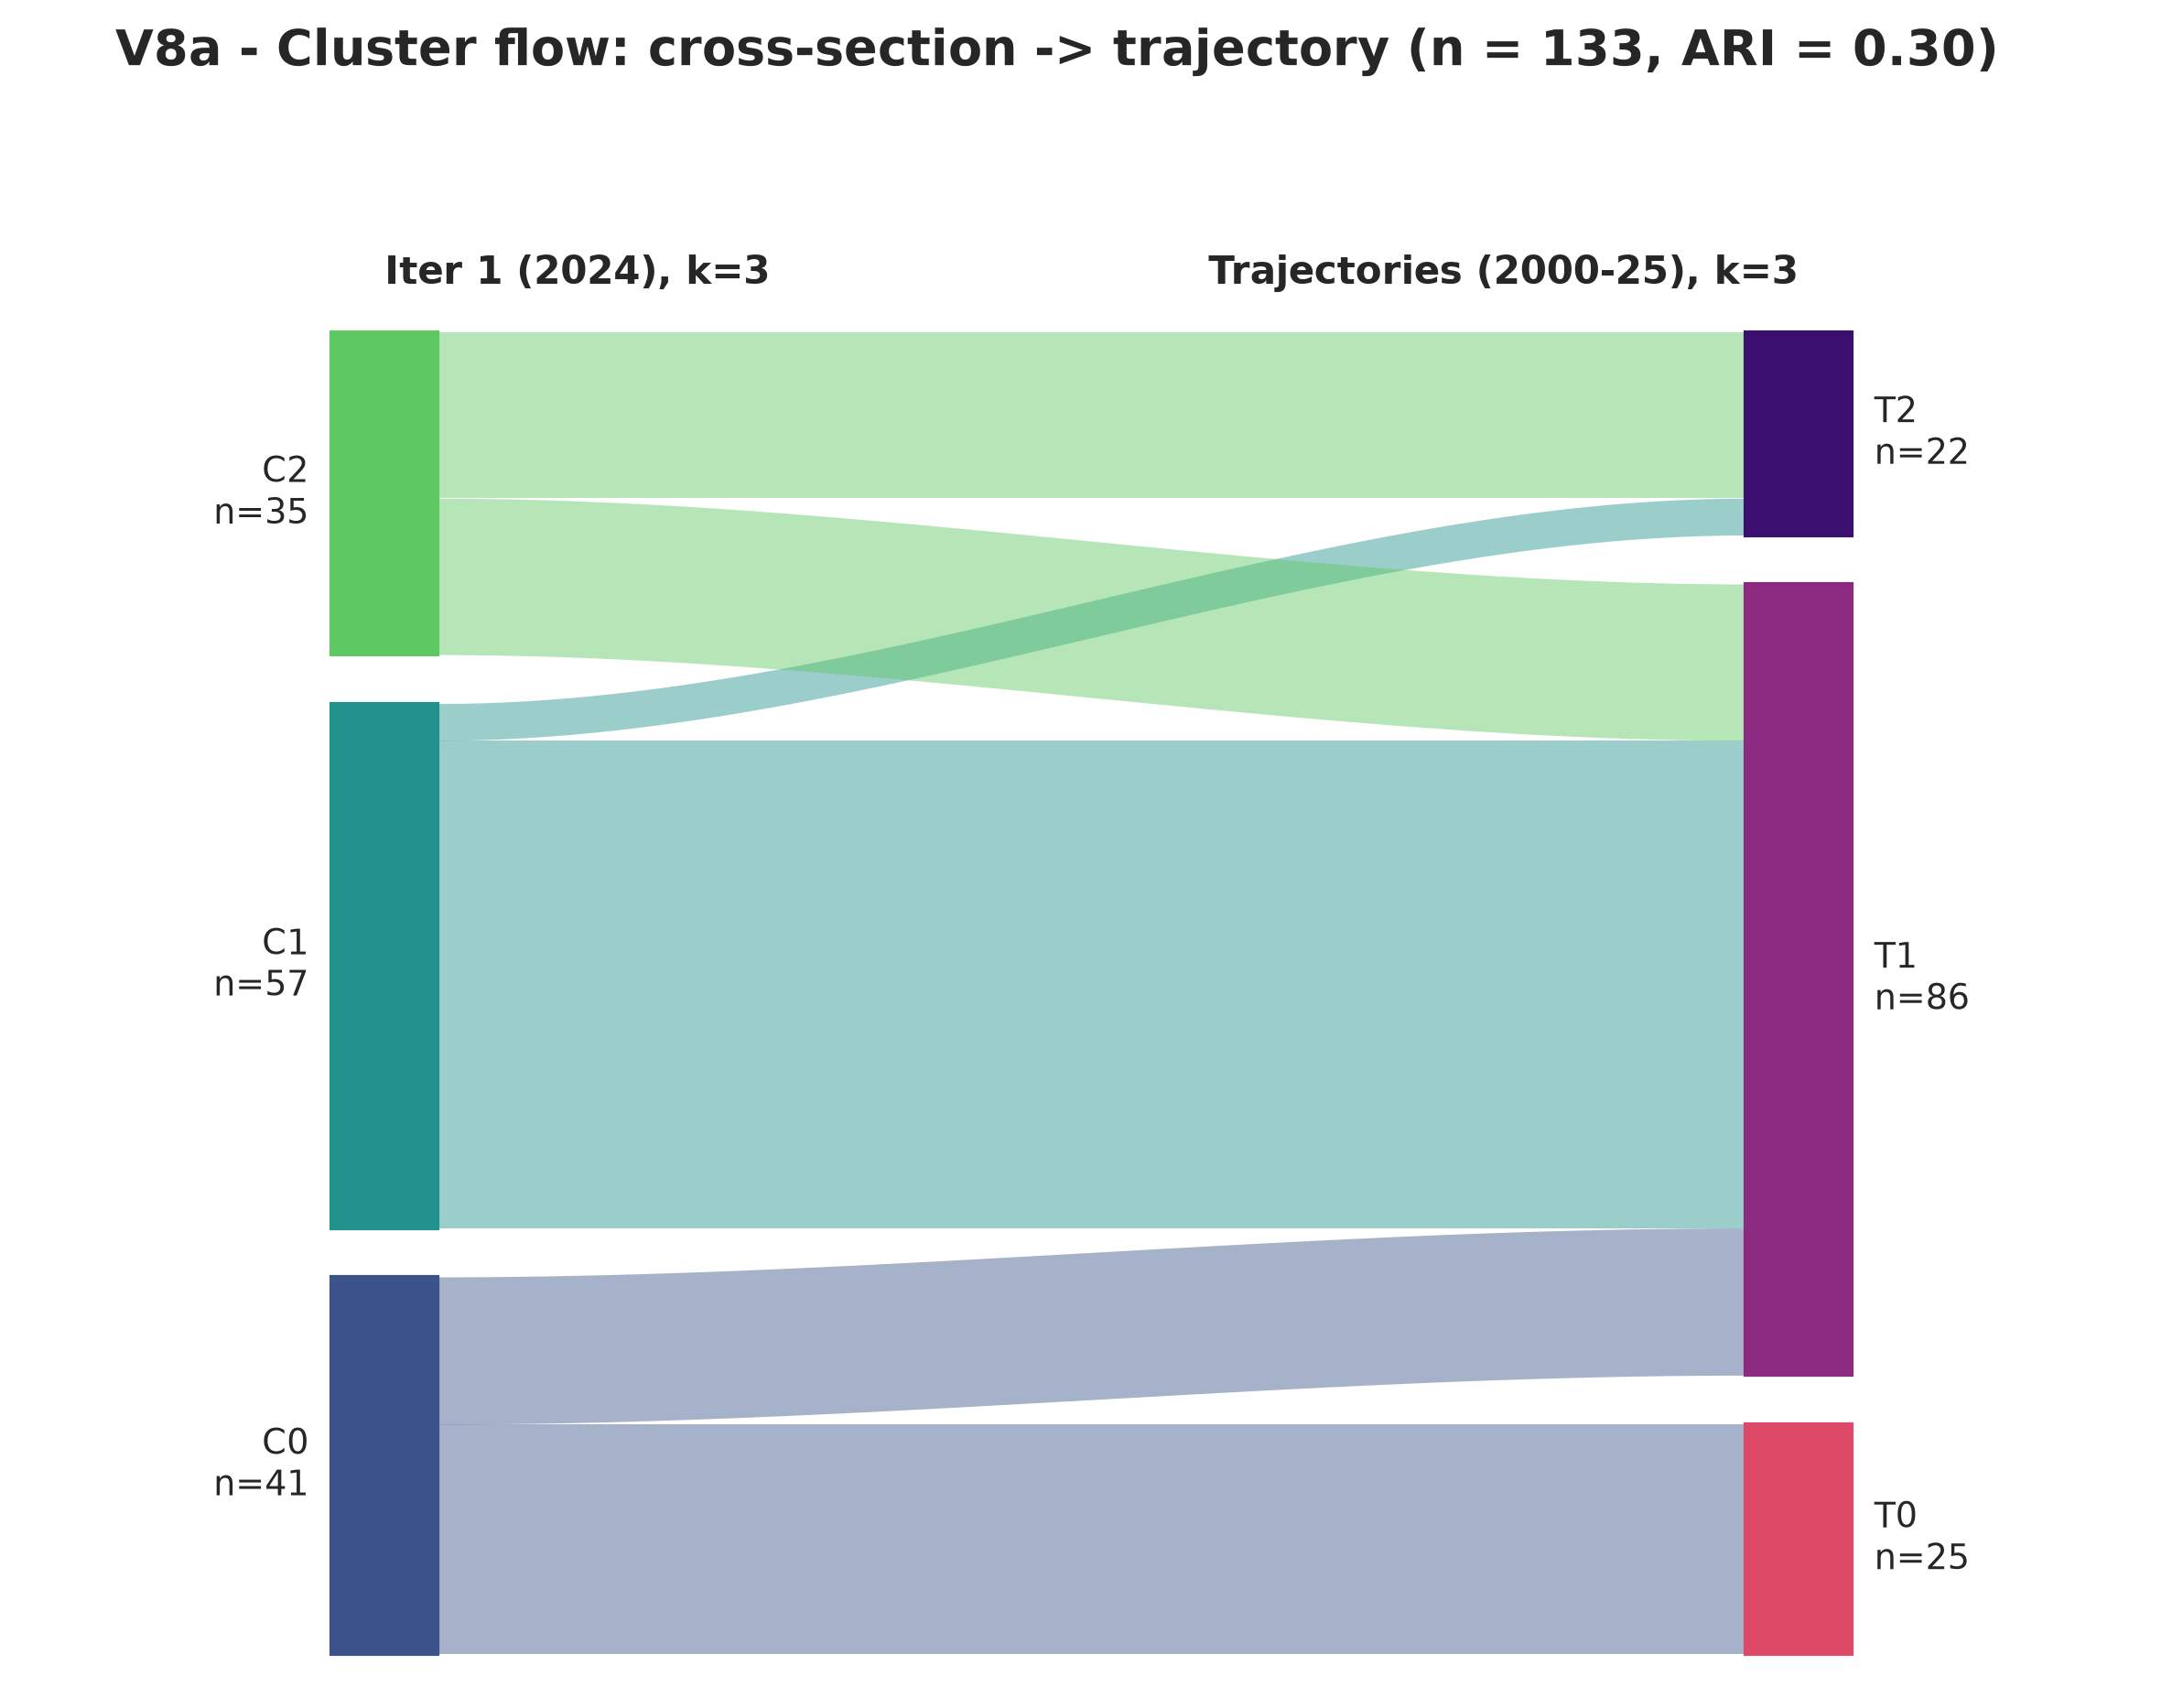 V8a - Cluster flow: cross-section -> trajectory (n = 133, ARI = 0.30)
Iter 1 (2024), k=3
Trajectories (2000-25), k=3
C2
n=35
C1
n=57
C0
n=41
T2
n=22
T1
n=86
T0
n=25